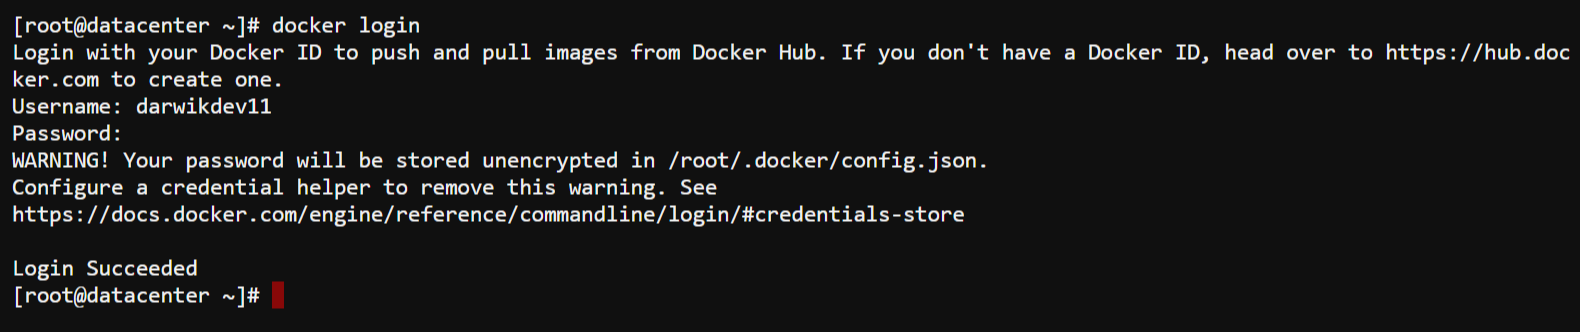 [root@datacenter ~]# docker login
Login with your Docker ID to push and pull images from Docker Hub. If you don't have a Docker ID, head over to https://hub.doc
ker.com to create one.
Username: darwikdev11
Password:
WARNING! Your password will be stored unencrypted in /root/.docker/config.json.
Configure a credential helper to remove this warning. See
https://docs.docker.com/engine/reference/commandline/login/#credentials-store
Login Succeeded
[root@datacenter ~]#